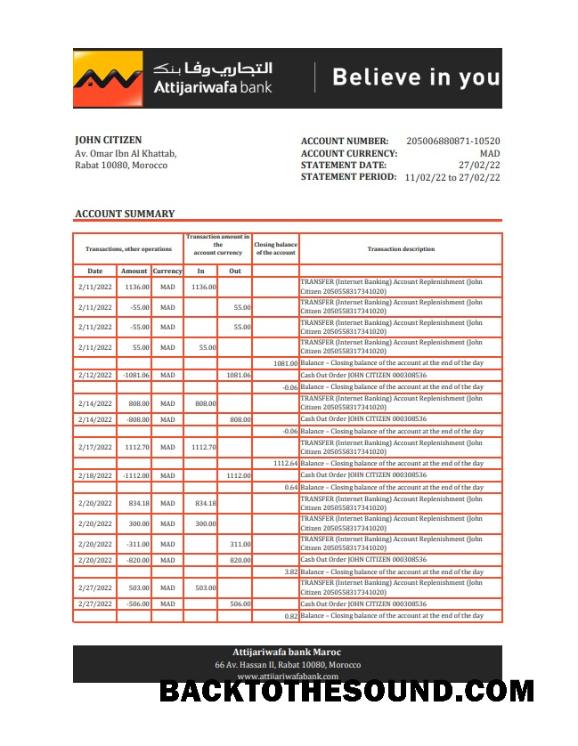 التجاري وفا بنك
Attijariwafa bank
Believe in you
JOHN CITIZEN
Av. Omar Ibn Al Khattab,
Rabat 10080, Morocco
ACCOUNT NUMBER: 205006880871-10520
ACCOUNT CURRENCY: MAD
STATEMENT DATE: 27/02/22
STATEMENT PERIOD: 11/02/22 to 27/02/22
ACCOUNT SUMMARY
Transactions, other operations
Transaction amount in
the
account currency
Closing balance
of the account
Transaction description
Date Amount Currency In Out
2/11/2022 1136.00 MAD 1136.00 TRANSFER (Internet Banking) Account Replenishment (John
Citizen 2050558317341020)
2/11/2022 -55.00 MAD 55.00 TRANSFER (Internet Banking) Account Replenishment (John
Citizen 2050558317341020)
2/11/2022 -55.00 MAD 55.00 TRANSFER (Internet Banking) Account Replenishment (John
Citizen 2050558317341020)
2/11/2022 55.00 MAD 55.00 TRANSFER (Internet Banking) Account Replenishment (John
Citizen 2050558317341020)
1081.00 Balance – Closing balance of the account at the end of the day
2/12/2022 -1081.06 MAD 1081.06 Cash Out Order JOHN CITIZEN 000308536
-0.06 Balance – Closing balance of the account at the end of the day
2/14/2022 808.00 MAD 808.00 TRANSFER (Internet Banking) Account Replenishment (John
Citizen 2050558317341020)
2/14/2022 -808.00 MAD 808.00 Cash Out Order JOHN CITIZEN 000308536
-0.06 Balance – Closing balance of the account at the end of the day
2/17/2022 1112.70 MAD 1112.70 TRANSFER (Internet Banking) Account Replenishment (John
Citizen 2050558317341020)
1112.64 Balance – Closing balance of the account at the end of the day
2/18/2022 -1112.00 MAD 1112.00 Cash Out Order JOHN CITIZEN 000308536
0.64 Balance – Closing balance of the account at the end of the day
2/20/2022 834.18 MAD 834.18 TRANSFER (Internet Banking) Account Replenishment (John
Citizen 2050558317341020)
2/20/2022 300.00 MAD 300.00 TRANSFER (Internet Banking) Account Replenishment (John
Citizen 2050558317341020)
2/20/2022 -311.00 MAD 311.00 TRANSFER (Internet Banking) Account Replenishment (John
Citizen 2050558317341020)
2/20/2022 -820.00 MAD 820.00 Cash Out Order JOHN CITIZEN 000308536
3.82 Balance – Closing balance of the account at the end of the day
2/27/2022 503.00 MAD 503.00 TRANSFER (Internet Banking) Account Replenishment (John
Citizen 2050558317341020)
2/27/2022 -506.00 MAD 506.00 Cash Out Order JOHN CITIZEN 000308536
0.82 Balance – Closing balance of the account at the end of the day
Attijariwafa bank Maroc
66 Av. Hassan II, Rabat 10080, Morocco
www.attijariwafabank.com
BACKTOTHESOUND.COM